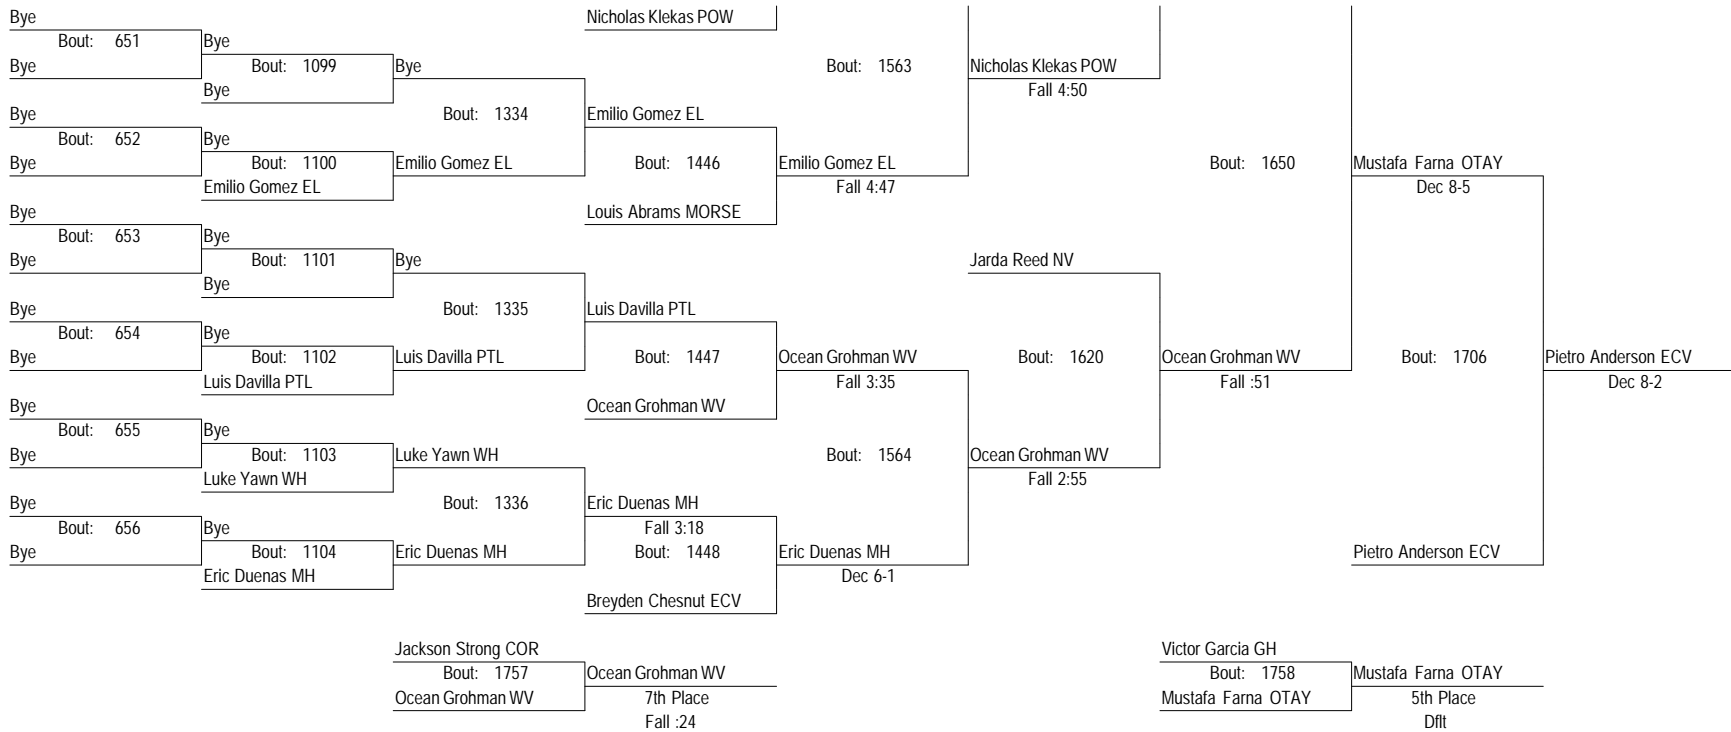 Bye
Nicholas Klekas POW
Bout: 651
Bye
Bye
Bout: 1099
Bye
Bout: 1563
Nicholas Klekas POW
Bye
Fall 4:50
Bye
Bout: 1334
Emilio Gomez EL
Bout: 652
Bye
Bye
Bout: 1100
Emilio Gomez EL
Bout: 1446
Emilio Gomez EL
Bout: 1650
Mustafa Farna OTAY
Emilio Gomez EL
Fall 4:47
Dec 8-5
Bye
Louis Abrams MORSE
Bout: 653
Bye
Bye
Bout: 1101
Bye
Jarda Reed NV
Bye
Bye
Bout: 1335
Luis Davilla PTL
Bout: 654
Bye
Bye
Bout: 1102
Luis Davilla PTL
Bout: 1447
Ocean Grohman WV
Bout: 1620
Ocean Grohman WV
Bout: 1706
Pietro Anderson ECV
Luis Davilla PTL
Fall 3:35
Fall :51
Dec 8-2
Bye
Ocean Grohman WV
Bout: 655
Bye
Bye
Bout: 1103
Luke Yawn WH
Bout: 1564
Ocean Grohman WV
Luke Yawn WH
Fall 2:55
Bye
Bout: 1336
Eric Duenas MH
Bout: 656
Bye
Fall 3:18
Bye
Bout: 1104
Eric Duenas MH
Bout: 1448
Eric Duenas MH
Pietro Anderson ECV
Eric Duenas MH
Dec 6-1
Breyden Chesnut ECV
Jackson Strong COR
Victor Garcia GH
Bout: 1757
Ocean Grohman WV
Bout: 1758
Mustafa Farna OTAY
Ocean Grohman WV
7th Place
Mustafa Farna OTAY
5th Place
Fall :24
Dflt